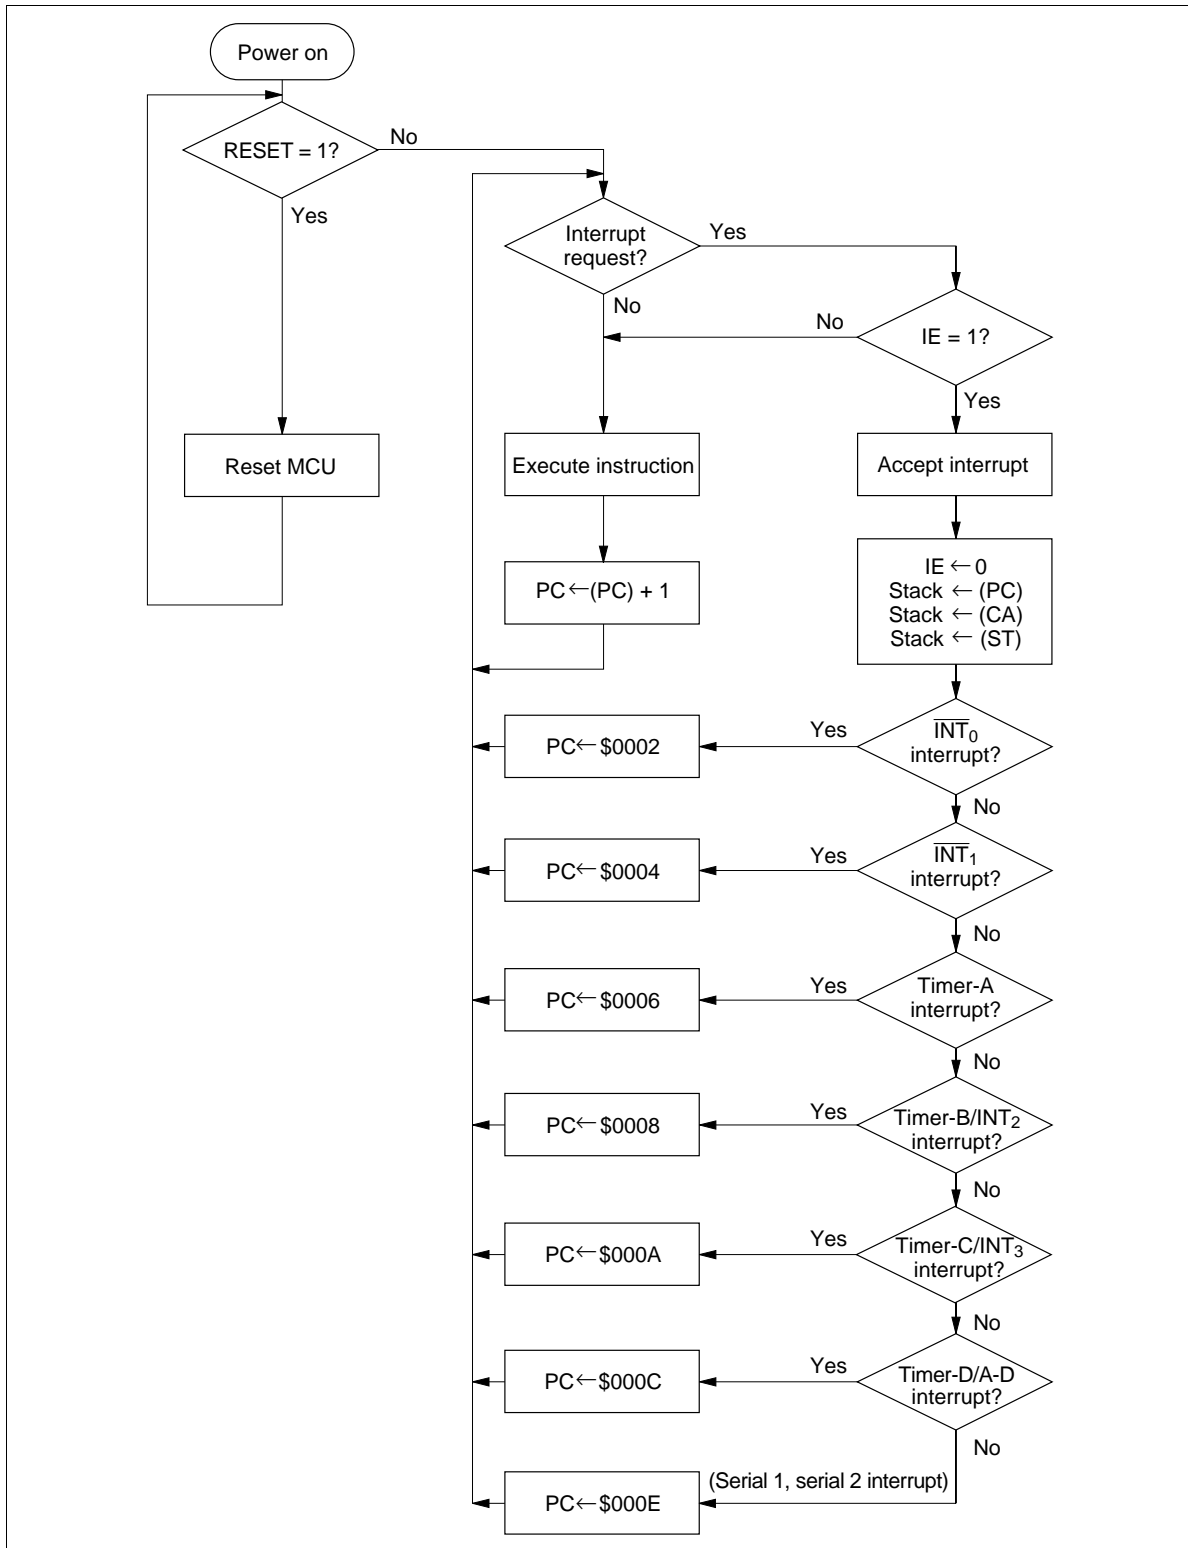 Power on
RESET = 1?
No
Yes
Interrupt
request?
Yes
No
No
IE = 1?
Yes
Reset MCU
Execute instruction
Accept interrupt
PC←(PC) + 1
IE ← 0
Stack ← (PC)
Stack ← (CA)
Stack ← (ST)
PC← $0002
Yes
INT0
interrupt?
No
PC← $0004
Yes
INT1
interrupt?
No
PC← $0006
Yes
Timer-A
interrupt?
No
PC← $0008
Yes
Timer-B/INT2
interrupt?
No
PC← $000A
Yes
Timer-C/INT3
interrupt?
No
PC← $000C
Yes
Timer-D/A-D
interrupt?
No
(Serial 1, serial 2 interrupt)
PC← $000E